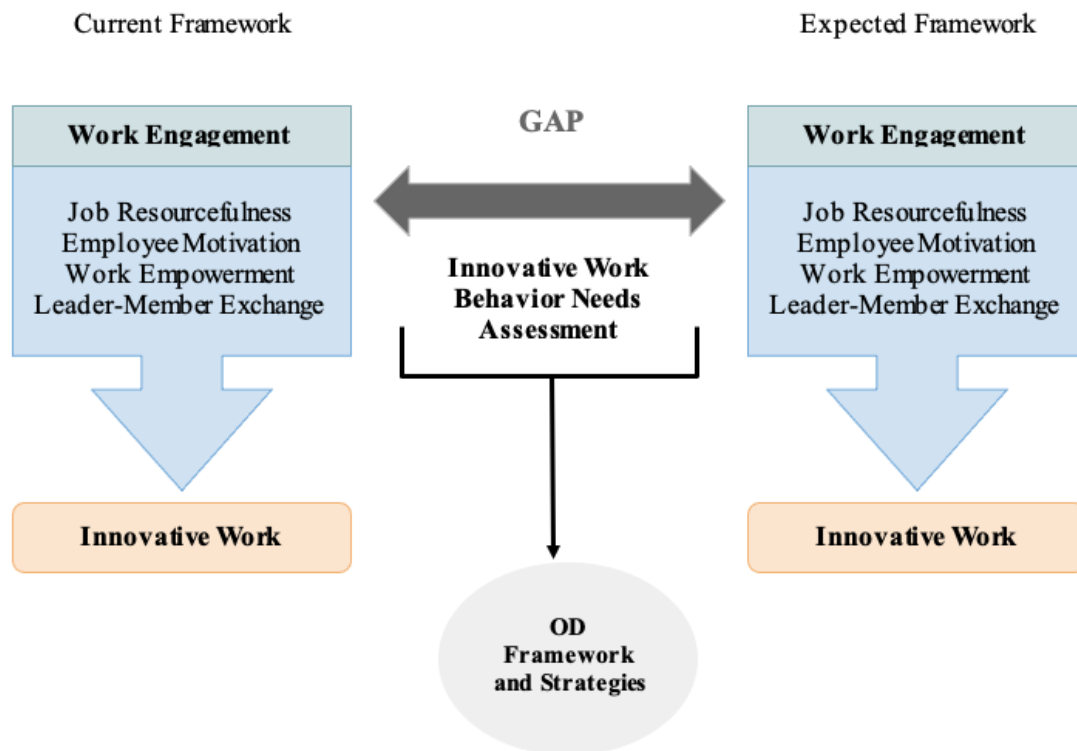 Current Framework
Expected Framework
Work Engagement
Job Resourcefulness
Employee Motivation
Work Empowerment
Leader-Member Exchange
Innovative Work
GAP
Innovative Work
Behavior Needs
Assessment
OD
Framework
and Strategies
Work Engagement
Job Resourcefulness
Employee Motivation
Work Empowerment
Leader-Member Exchange
Innovative Work